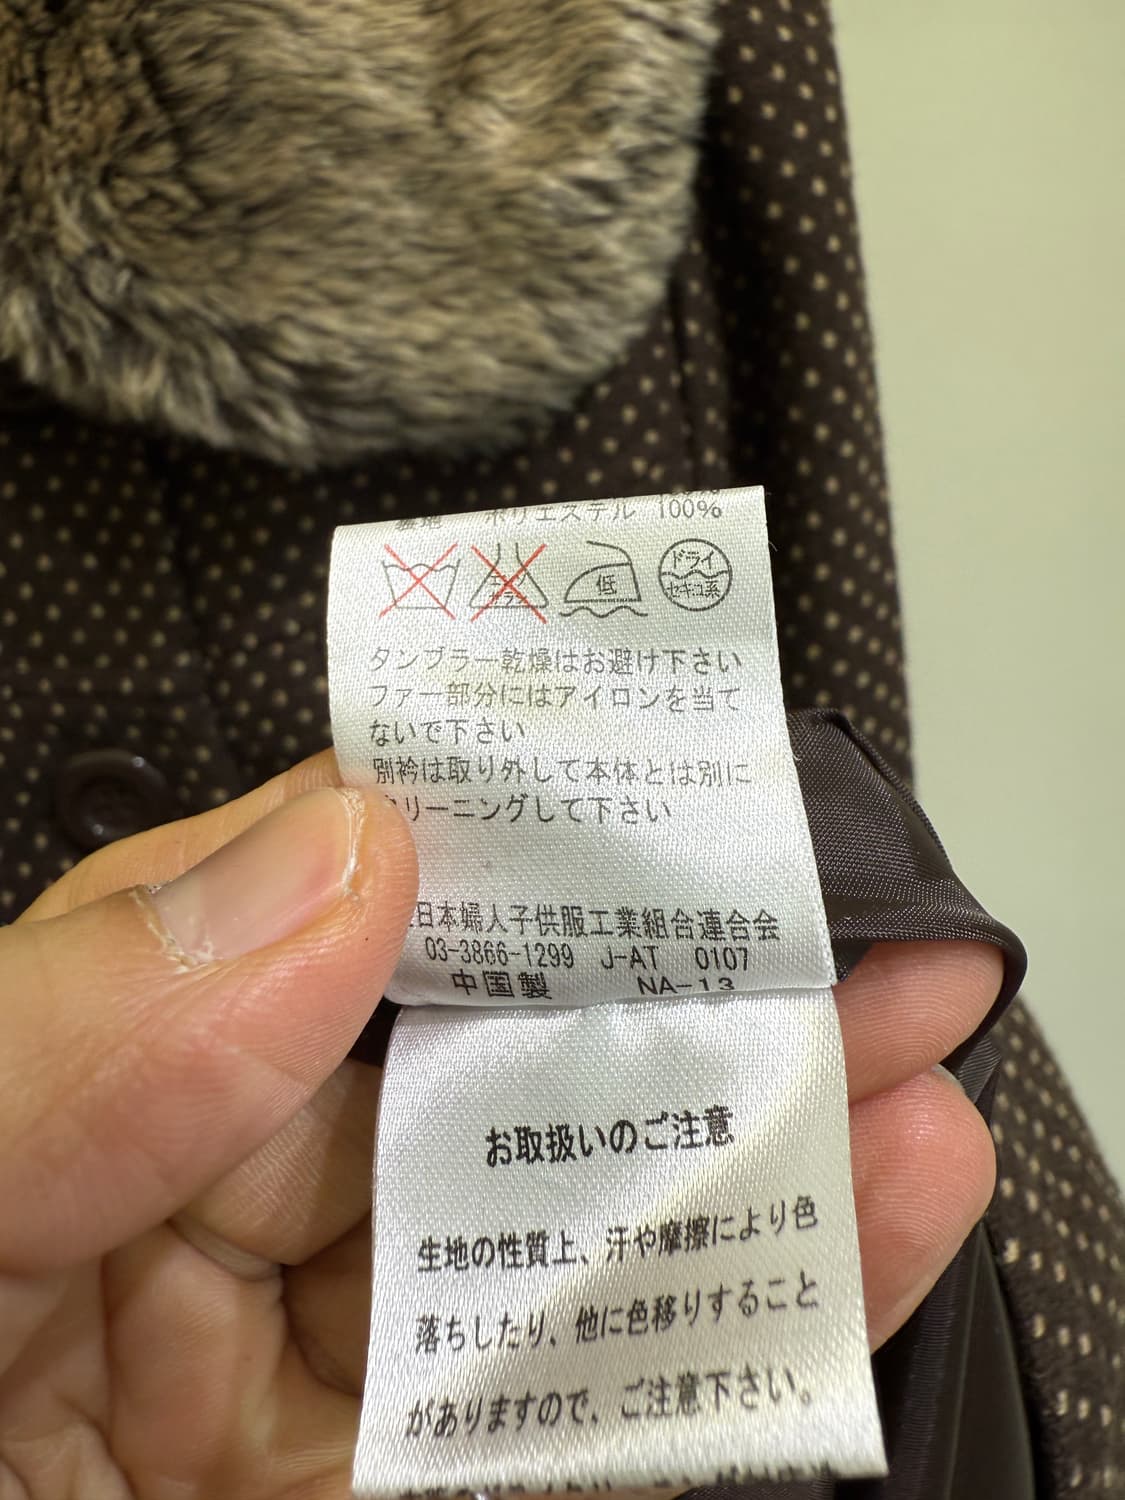 ポリエステル 100%
低
ドライ
セキユ系
タンブラー乾燥はお避け下さい
ファー部分にはアイロンを当て
ないで下さい
別衿は取り外して本体とは別に
リーニングして下さい
日本婦人子供服工業組合連合会
03-3866-1299 J-AT 0107
中国製 NA-13
お取扱いのご注意
生地の性質上、汗や摩擦により色
落ちしたり、他に色移りすること
がありますので、ご注意下さい。